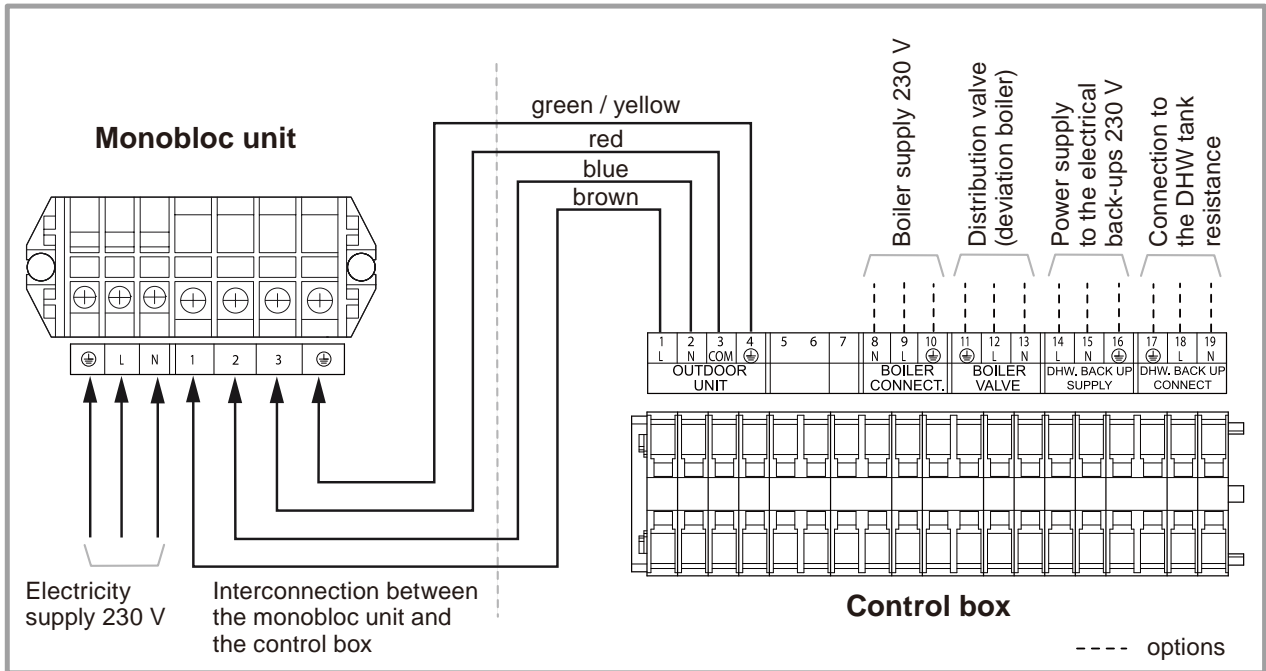 Monobloc unit
green / yellow
red
blue
brown
Boiler supply 230 V
Distribution valve
(deviation boiler)
Power supply
to the electrical
back-ups 230 V
Connection to
the DHW tank
resistance
L N 1 2 3
1 2 3 4 5 6 7 8 9 10 11 12 13 14 15 16 17 18 19
L N COM N L L N L N L N
OUTDOOR
UNIT
BOILER
CONNECT.
BOILER
VALVE
DHW. BACK UP
SUPPLY
DHW. BACK UP
CONNECT
Electricity
supply 230 V
Interconnection between
the monobloc unit and
the control box
Control box
options